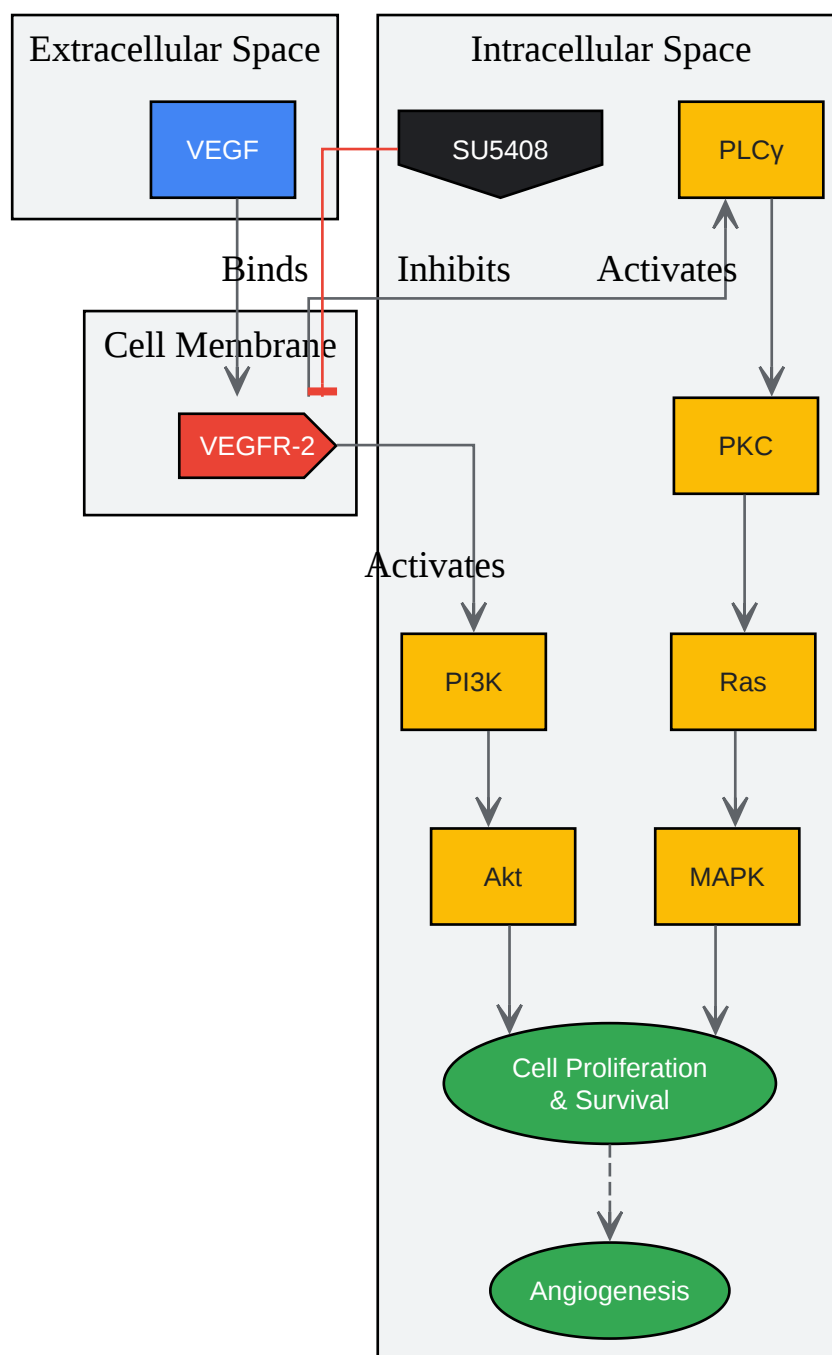 Extracellular Space
Intracellular Space
VEGF
SU5408
PLCγ
Binds
Inhibits
Activates
Cell Membrane
VEGFR-2
PKC
Activates
PI3K
Ras
Akt
MAPK
Cell Proliferation
& Survival
Angiogenesis